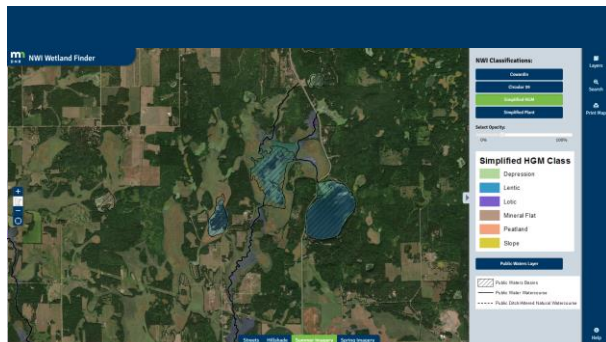 NWI Wetland Finder
NWI Classifications:
Cowardin
Circular 39
Simplified HGM
Simplified Plant
Select Opacity:
0%
100%
Simplified HGM Class
Depression
Lentic
Lotic
Mineral Flat
Peatland
Slope
Public Waters Layer
Public Waters Basins
Public Water Watercourse
Public Ditch/Altered Natural Watercourse
Layers
Search
Print Map
Help
Streets
Hillshade
Summer Imagery
Spring Imagery